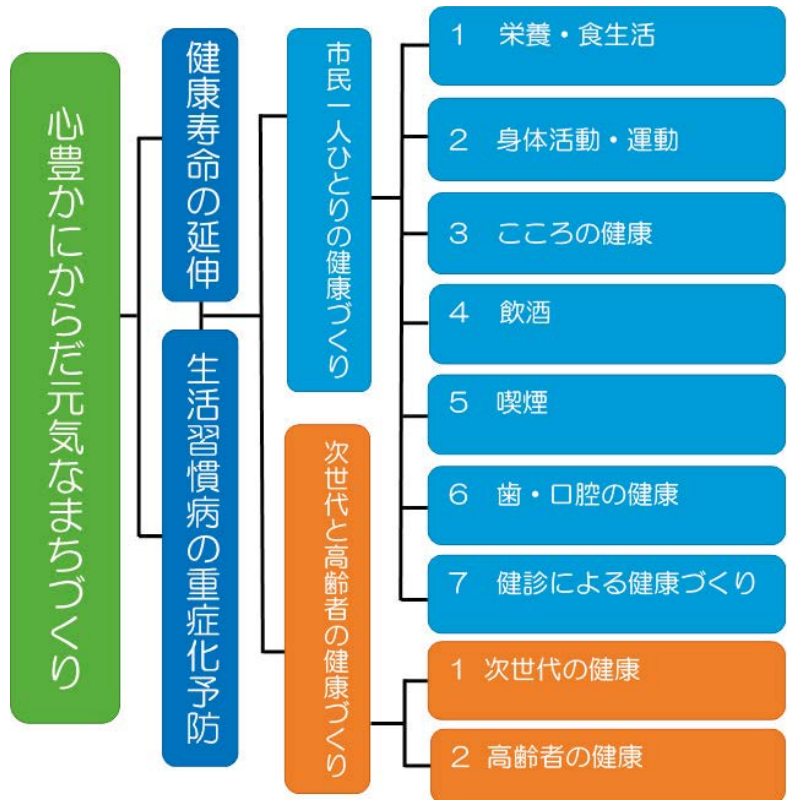 心豊かにからだ元気なまちづくり
健康寿命の延伸
生活習慣病の重症化予防
市民一人ひとりの健康づくり
1 栄養・食生活
2 身体活動・運動
3 こころの健康
4 飲酒
5 喫煙
6 歯・口腔の健康
7 健診による健康づくり
次世代と高齢者の健康づくり
1 次世代の健康
2 高齢者の健康